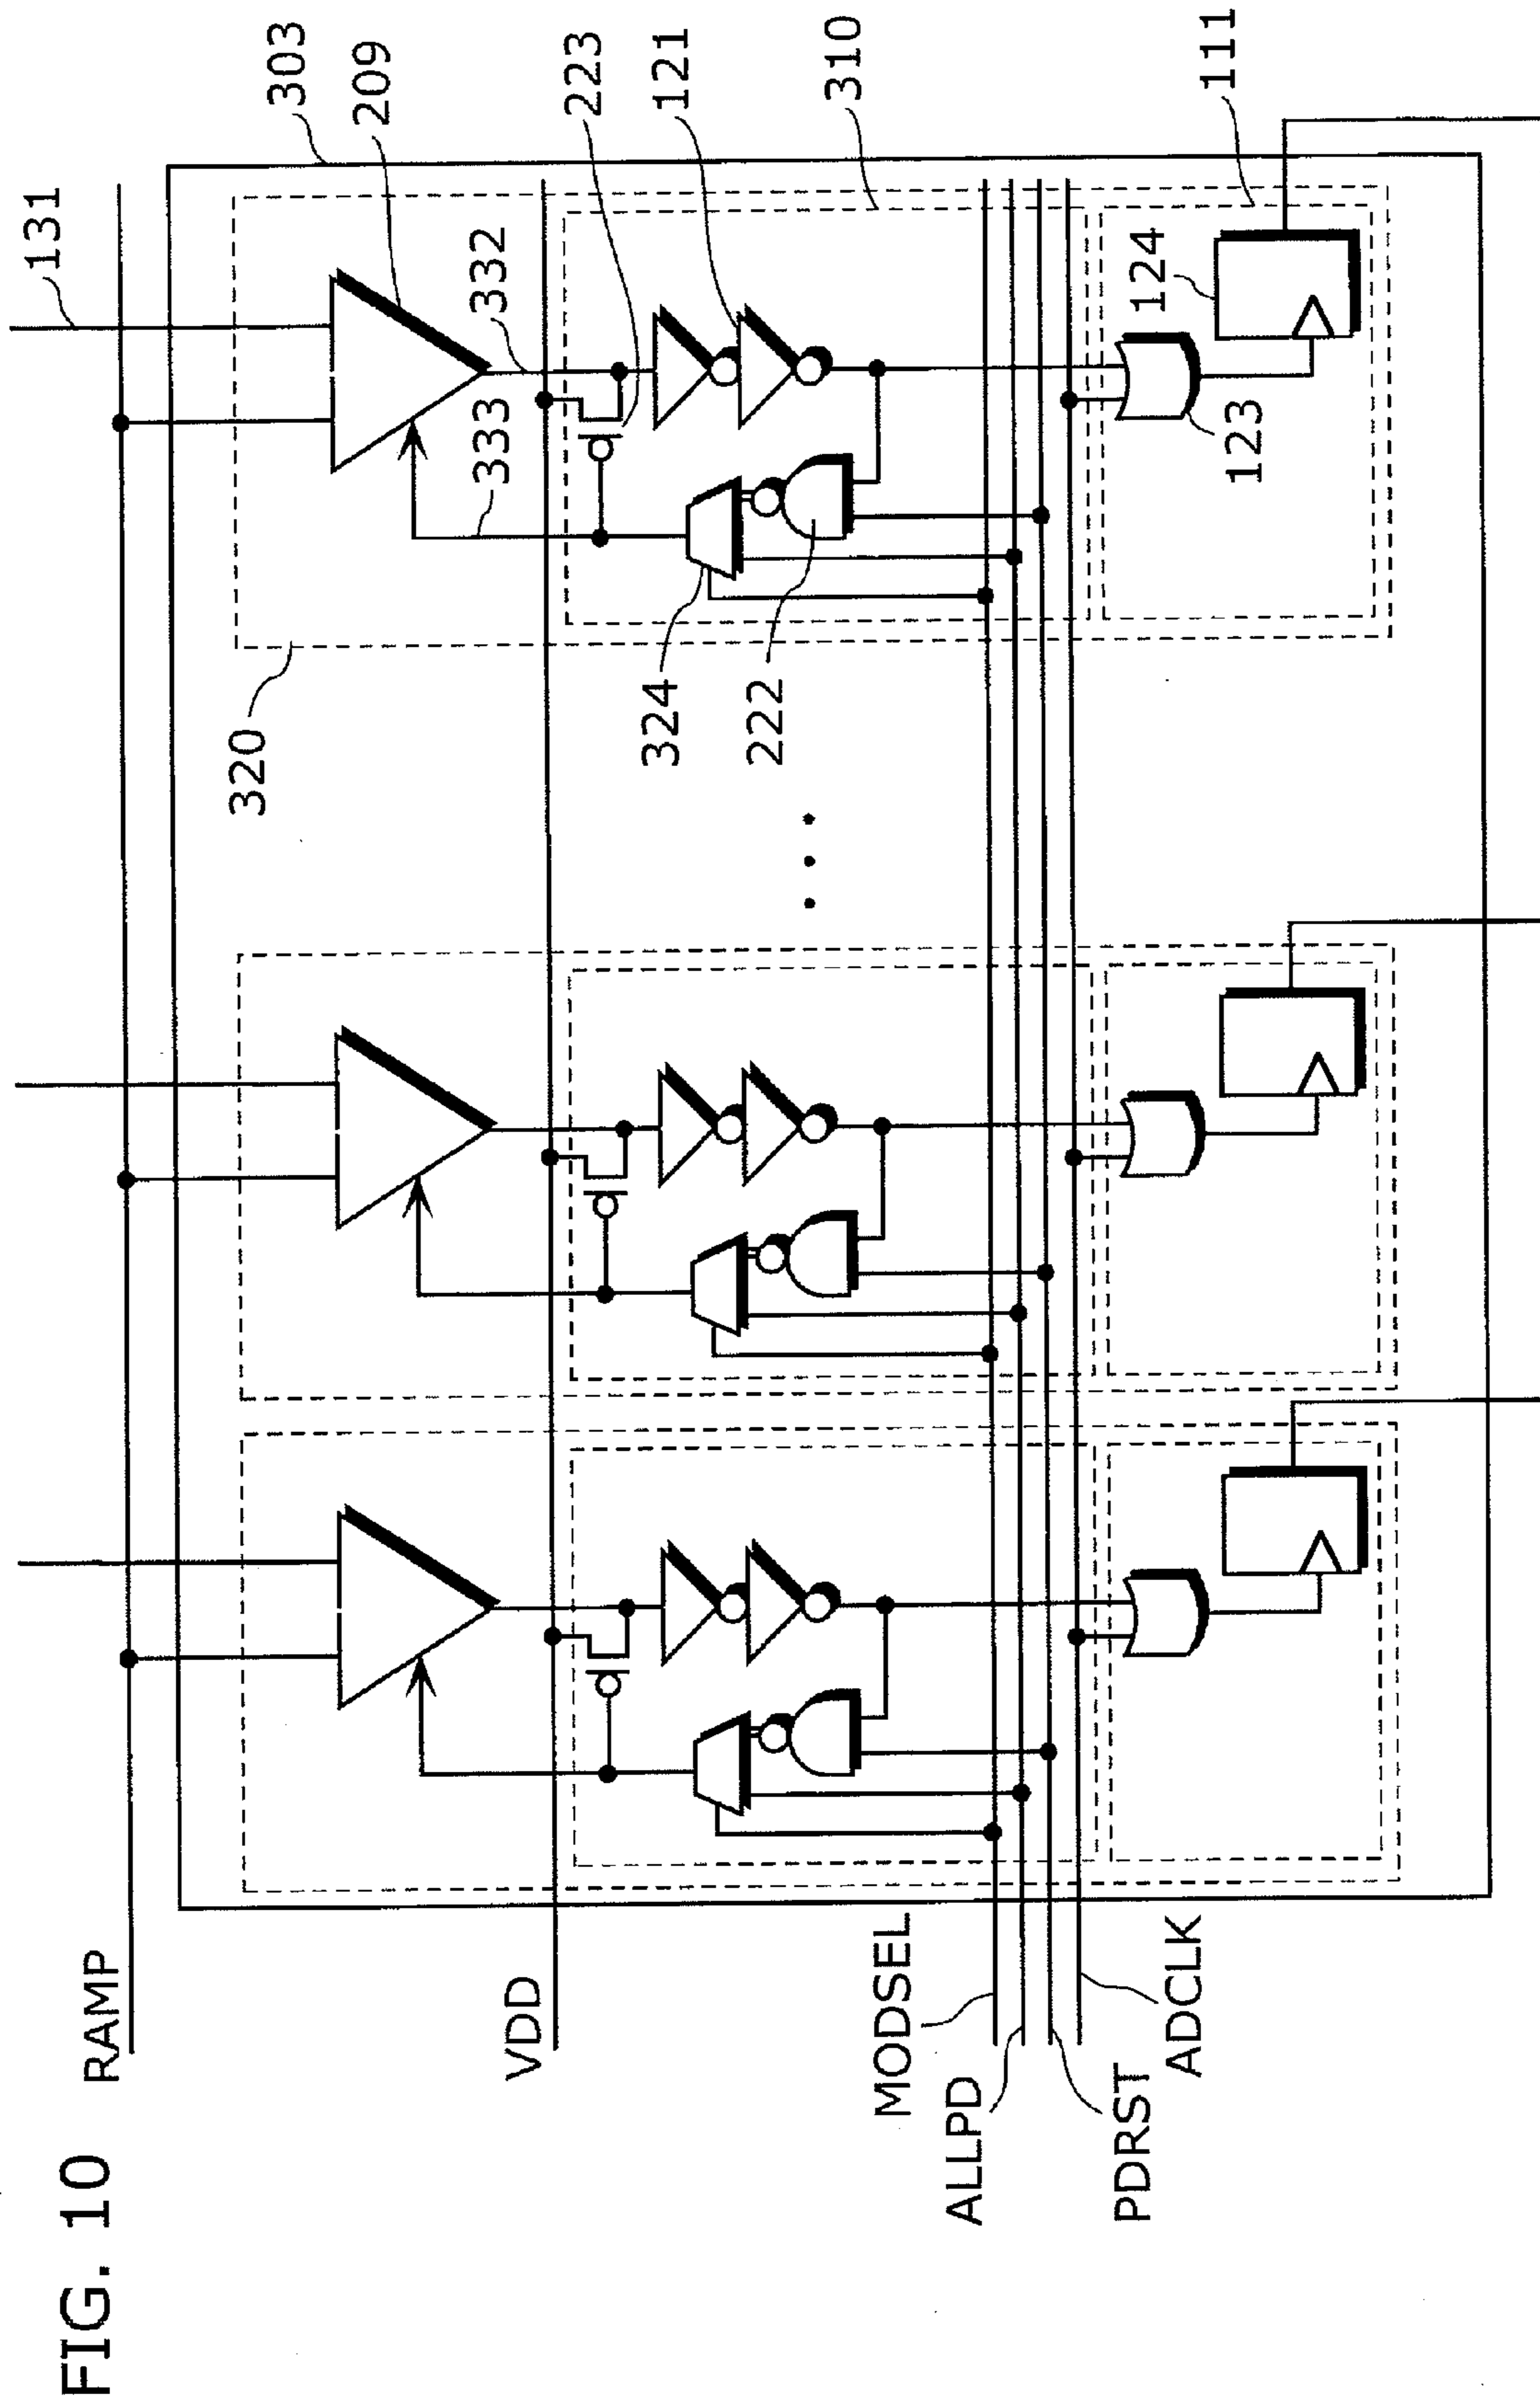 FIG. 10
RAMP
VDD
MODSEL
ALLPD
PDRST
ADCLK
131
303
209
332
223
333
121
310
111
320
324
222
124
123